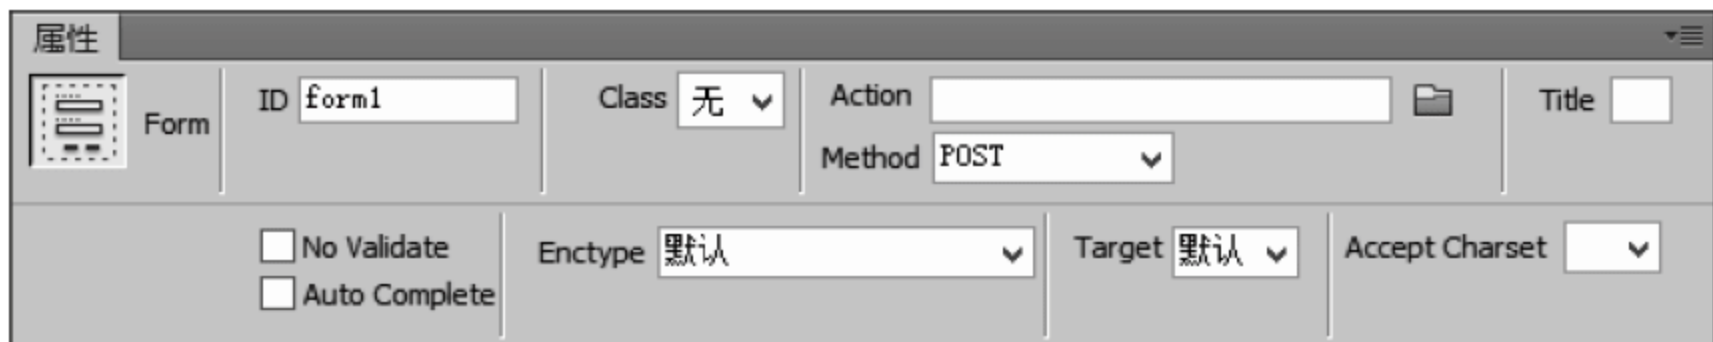 属性
Form
ID form1
Class 无
Action
Method POST
Title
No Validate
Auto Complete
Enctype 默认
Target 默认
Accept Charset